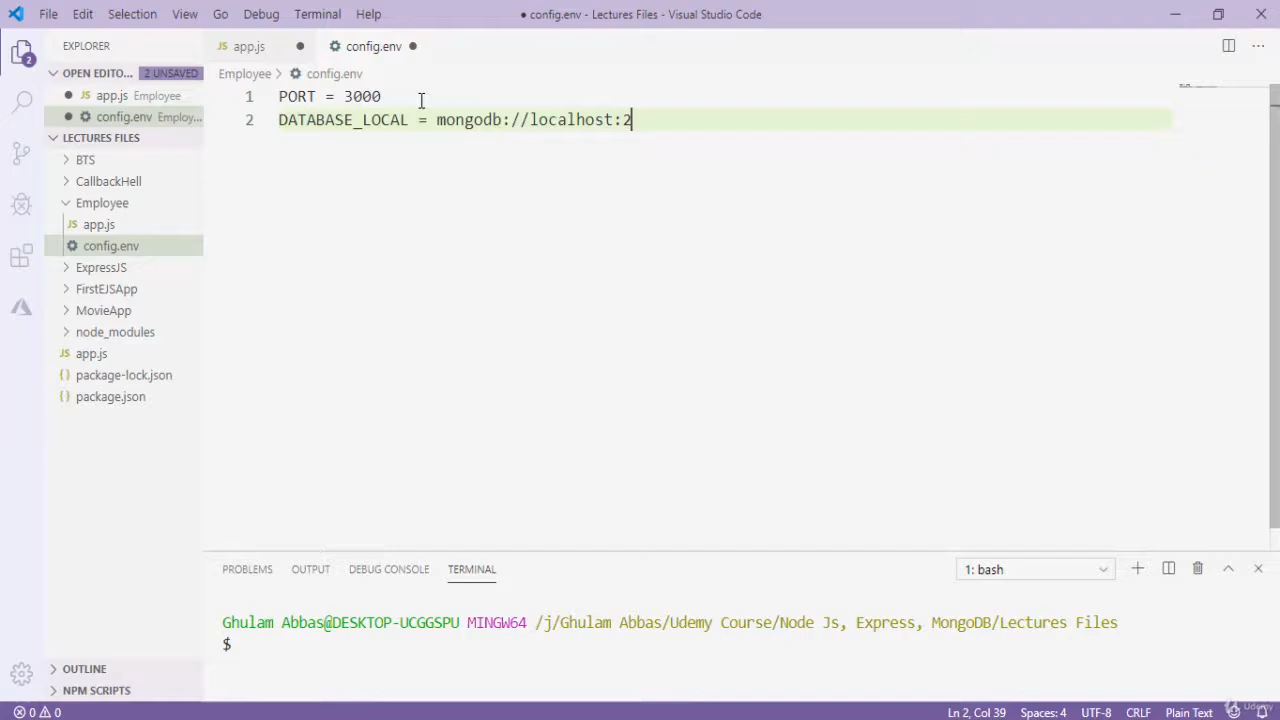 File Edit Selection View Go Debug Terminal Help
● config.env - Lectures Files - Visual Studio Code
EXPLORER
OPEN EDITO... 2 UNSAVED
app.js Employee
config.env Employ...
LECTURES FILES
BTS
CallbackHell
Employee
app.js
config.env
ExpressJS
FirstEJSApp
MovieApp
node_modules
app.js
package-lock.json
package.json
OUTLINE
NPM SCRIPTS
2
app.js
config.env
Employee > config.env
1 PORT = 3000
2 DATABASE_LOCAL = mongodb://localhost:2
PROBLEMS OUTPUT DEBUG CONSOLE TERMINAL
1: bash
Ghulam Abbas@DESKTOP-UCGGSPU MINGW64 /j/Ghulam Abbas/Udemy Course/Node Js, Express, MongoDB/Lectures Files
$
0 0
Ln 2, Col 39 Spaces: 4 UTF-8 CRLF Plain Text
Udemy